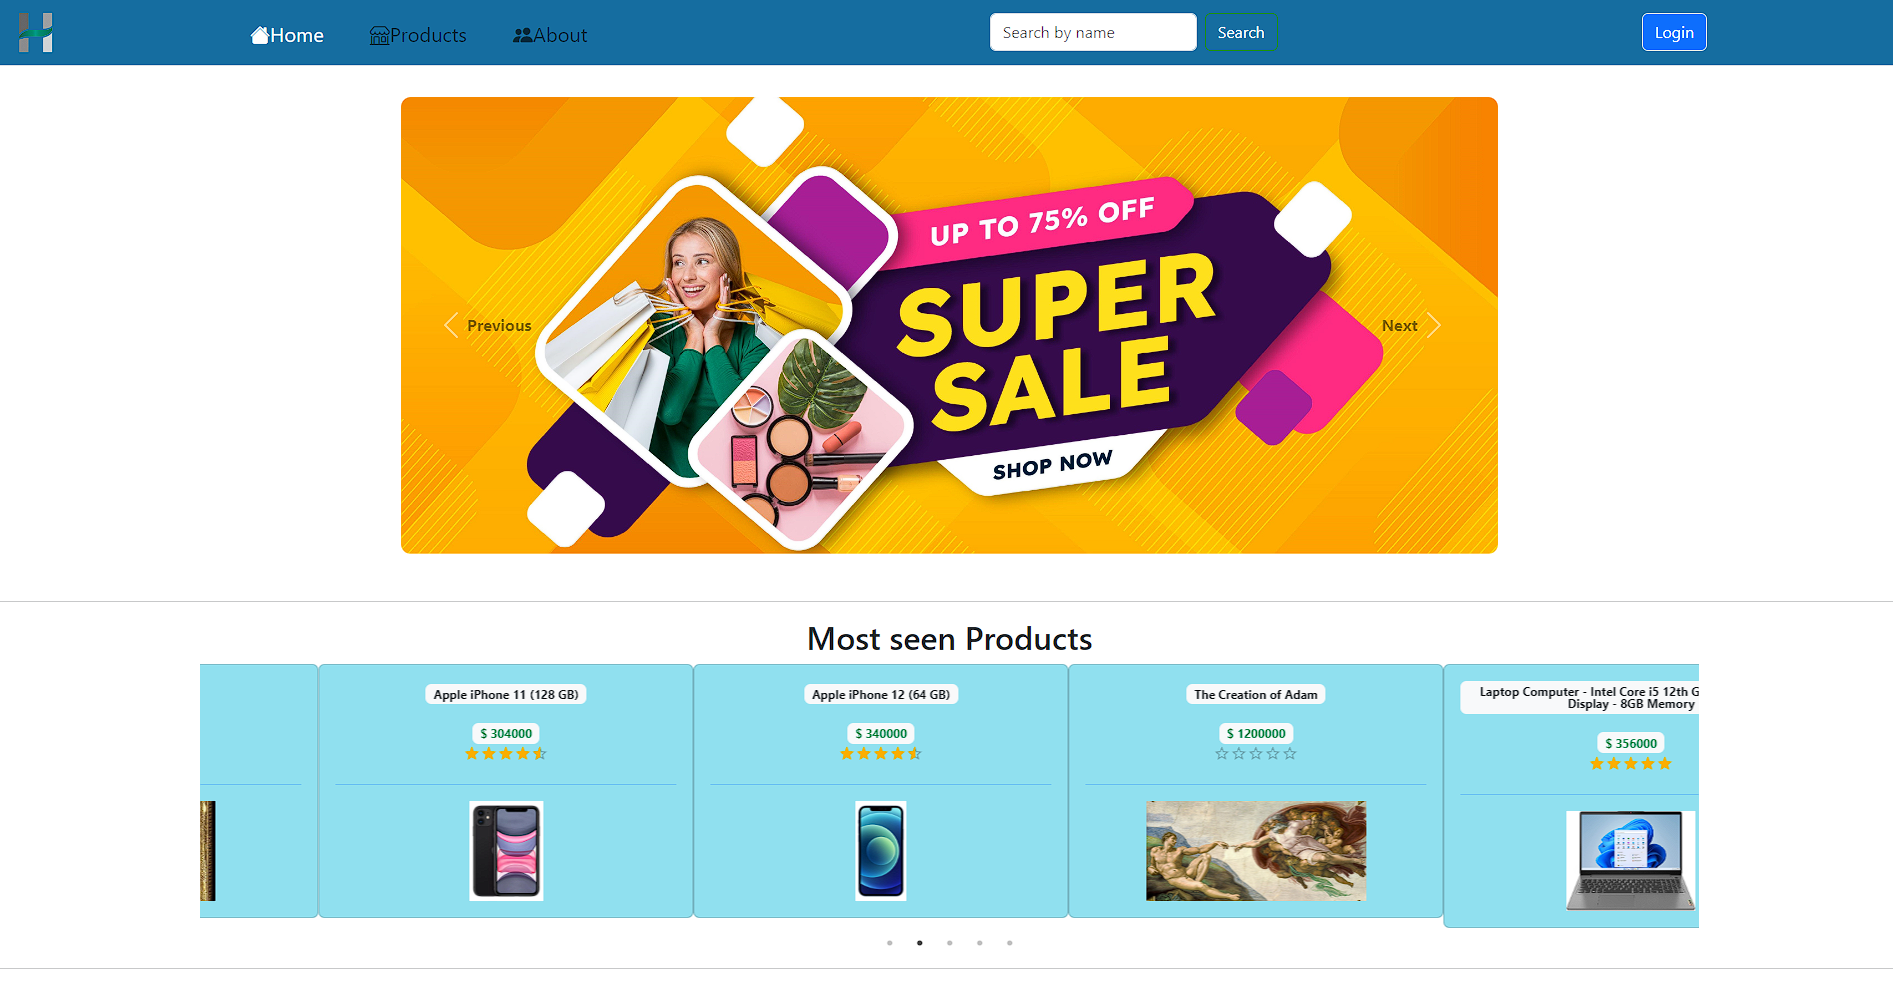 H
Home
Products
About
Search by name
Search
Login
UP TO 75% OFF
SUPER
SALE
SHOP NOW
Previous
Next
Most seen Products
Apple iPhone 11 (128 GB)
$ 304000
Apple iPhone 12 (64 GB)
$ 340000
The Creation of Adam
$ 1200000
Laptop Computer - Intel Core i5 12th G
Display - 8GB Memory
$ 356000